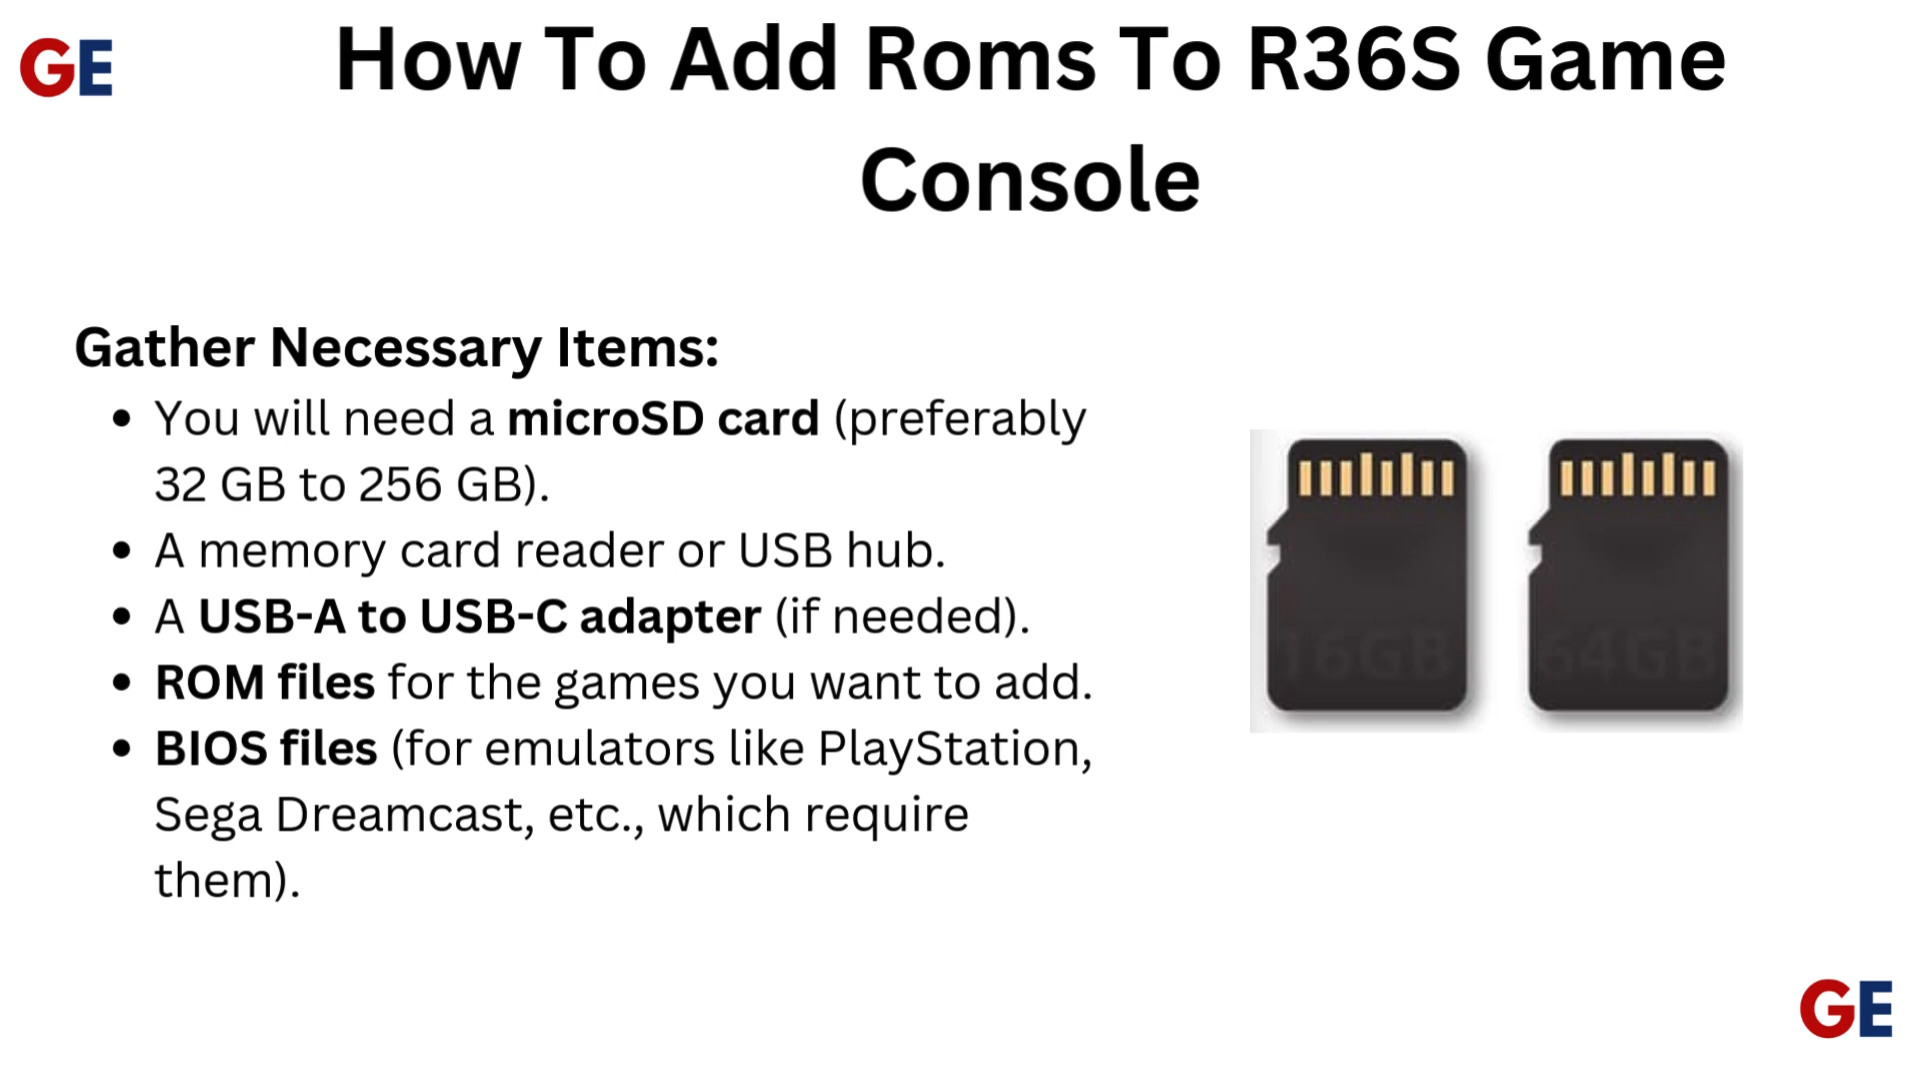 GE
How To Add Roms To R36S Game
Console
Gather Necessary Items:
• You will need a microSD card (preferably
32 GB to 256 GB).
• A memory card reader or USB hub.
• A USB-A to USB-C adapter (if needed).
• ROM files for the games you want to add.
• BIOS files (for emulators like PlayStation,
Sega Dreamcast, etc., which require
them).
16GB
64GB
GE